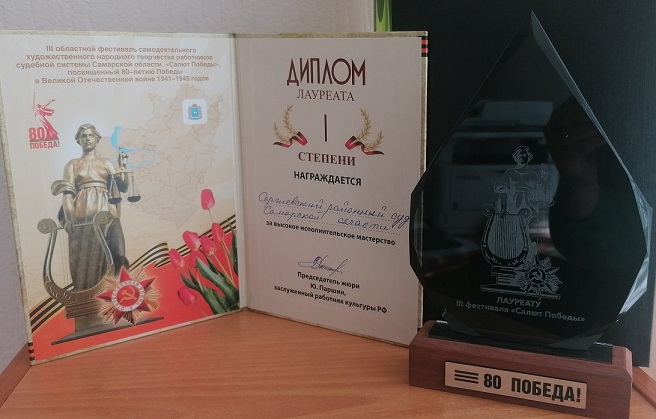 III областной фестиваль самодеятельного
художественного народного творчества работников
судебной системы Самарской области «Салют Победы»,
посвященный 80-летию Победы
в Великой Отечественной войне 1941-1945 годов
80
ПОБЕДА!
ДИПЛОМ
ЛАУРЕАТА
I
СТЕПЕНИ
НАГРАЖДАЕТСЯ
Сергиевский районный суд
Самарской области
за высокое исполнительское мастерство
Председатель жюри
Ю. Паршин,
заслуженный работник культуры РФ
ЛАУРЕАТУ
III фестиваля «Салют Победы»
80 ПОБЕДА!